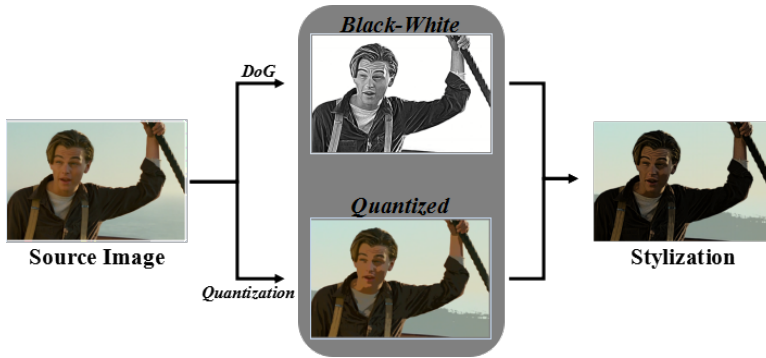 Black-White
DoG
Source Image
Quantized
Quantization
Stylization